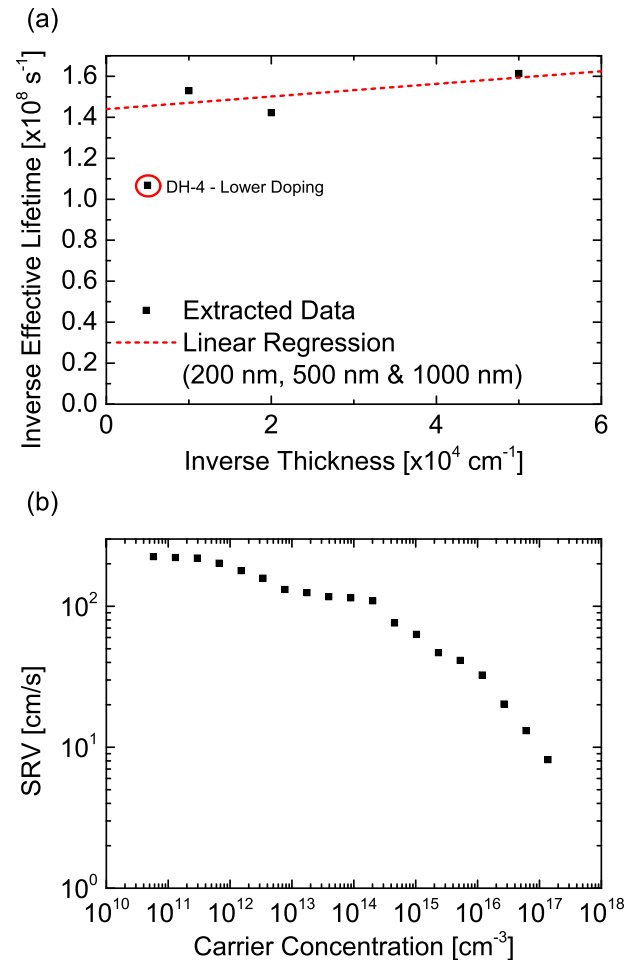 (a)
Inverse Effective Lifetime [x10⁸ s⁻¹]
1.6
1.4
1.2
1.0
0.8
0.6
0.4
0.2
0.0
DH-4 - Lower Doping
Extracted Data
Linear Regression
(200 nm, 500 nm & 1000 nm)
0 2 4 6
Inverse Thickness [x10⁴ cm⁻¹]
(b)
SRV [cm/s]
10²
10¹
10⁰
10¹⁰ 10¹¹ 10¹² 10¹³ 10¹⁴ 10¹⁵ 10¹⁶ 10¹⁷ 10¹⁸
Carrier Concentration [cm⁻³]